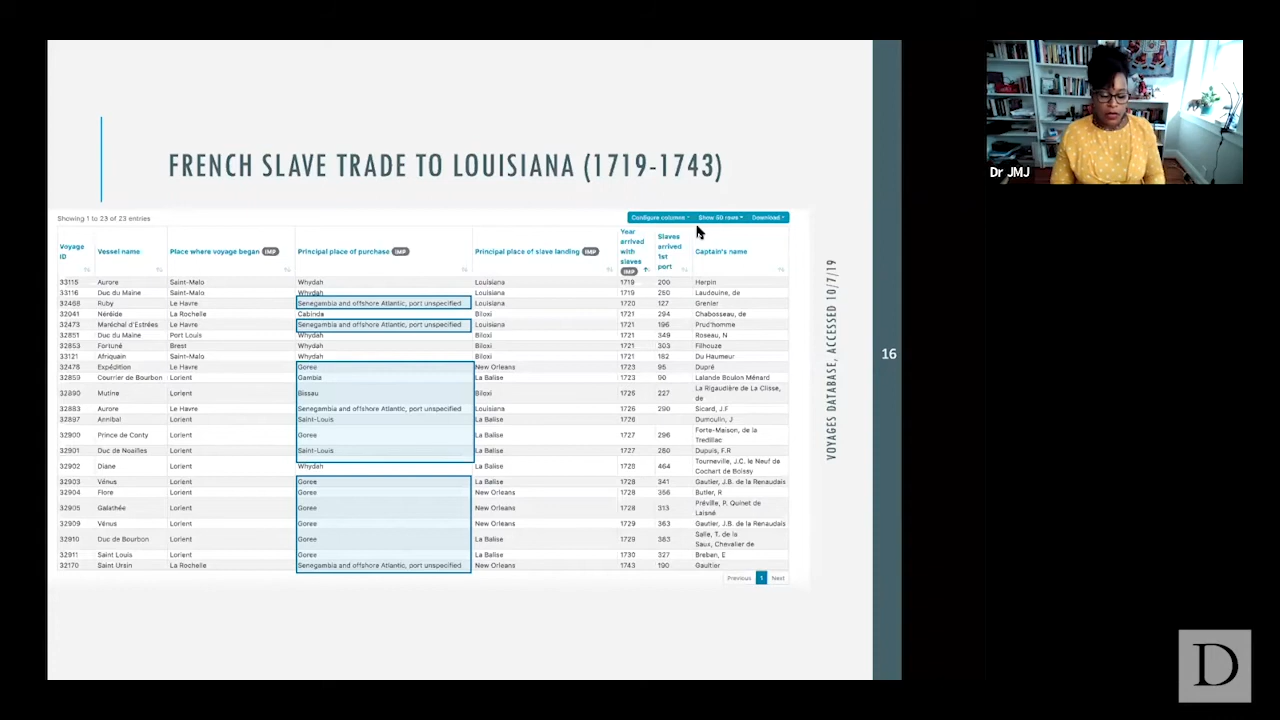 FRENCH SLAVE TRADE TO LOUISIANA (1719-1743)
Showing 1 to 23 of 23 entries
Configure columns Show 50 rows Download
Voyage ID Vessel name Place where voyage began IMP Principal place of purchase IMP Principal place of slave landing IMP Year arrived with slaves IMP Slaves arrived 1st port Captain's name
33115 Aurore Saint-Malo Whydah Louisiana 1719 200 Herpin
33116 Duc du Maine Saint-Malo Whydah Louisiana 1719 250 Laudouine, de
32468 Ruby Le Havre Senegambia and offshore Atlantic, port unspecified Louisiana 1720 127 Grenier
32041 Néréide La Rochelle Cabinda Biloxi 1721 294 Chabosseau, de
32473 Maréchal d'Estrées Le Havre Senegambia and offshore Atlantic, port unspecified Louisiana 1721 196 Prud'homme
32851 Duc du Maine Port Louis Whydah Biloxi 1721 349 Roseau, N
32853 Fortuné Brest Whydah Biloxi 1721 303 Filhouze
33121 Afriquain Saint-Malo Whydah Biloxi 1721 182 Du Haumeur
32478 Expédition Le Havre Goree New Orleans 1723 95 Dupré
32859 Courrier de Bourbon Lorient Gambia La Balise 1723 90 Lalande Boulon Ménard
32890 Mutine Lorient Bissau Biloxi 1725 227 La Rigaudière de La Clisse, de
32883 Aurore Le Havre Senegambia and offshore Atlantic, port unspecified Louisiana 1726 290 Sicard, J.F
32897 Annibal Lorient Saint-Louis La Balise 1726 Dumoulin, J
32900 Prince de Conty Lorient Goree La Balise 1727 296 Forte-Maison, de la Tredillac
32901 Duc de Noailles Lorient Saint-Louis La Balise 1727 Dupuis, F.R
32902 Diane Lorient Whydah La Balise 1728 464 Tourneville, J.C. le Neuf de Cochart de Boissy
32903 Vénus Lorient Goree La Balise 1728 341 Gautier, J.B. de la Renaudais
32904 Flore Lorient Goree New Orleans 1728 356 Butler, R
32905 Galathée Lorient Goree New Orleans 1728 313 Préville, P. Quinet de Laisné
32909 Vénus Lorient Goree New Orleans 1729 363 Gautier, J.B. de la Renaudais
32910 Duc de Bourbon Lorient Goree La Balise 1729 383 Salle, T. de la Saux, Chevalier de
32911 Saint Louis Lorient Goree La Balise 1730 327 Breban, E
32170 Saint Ursin La Rochelle Senegambia and offshore Atlantic, port unspecified New Orleans 1743 190 Gaultier
Previous 1 Next
VOYAGES DATABASE, ACCESSED 10/7/19
16
Dr JMJ
D